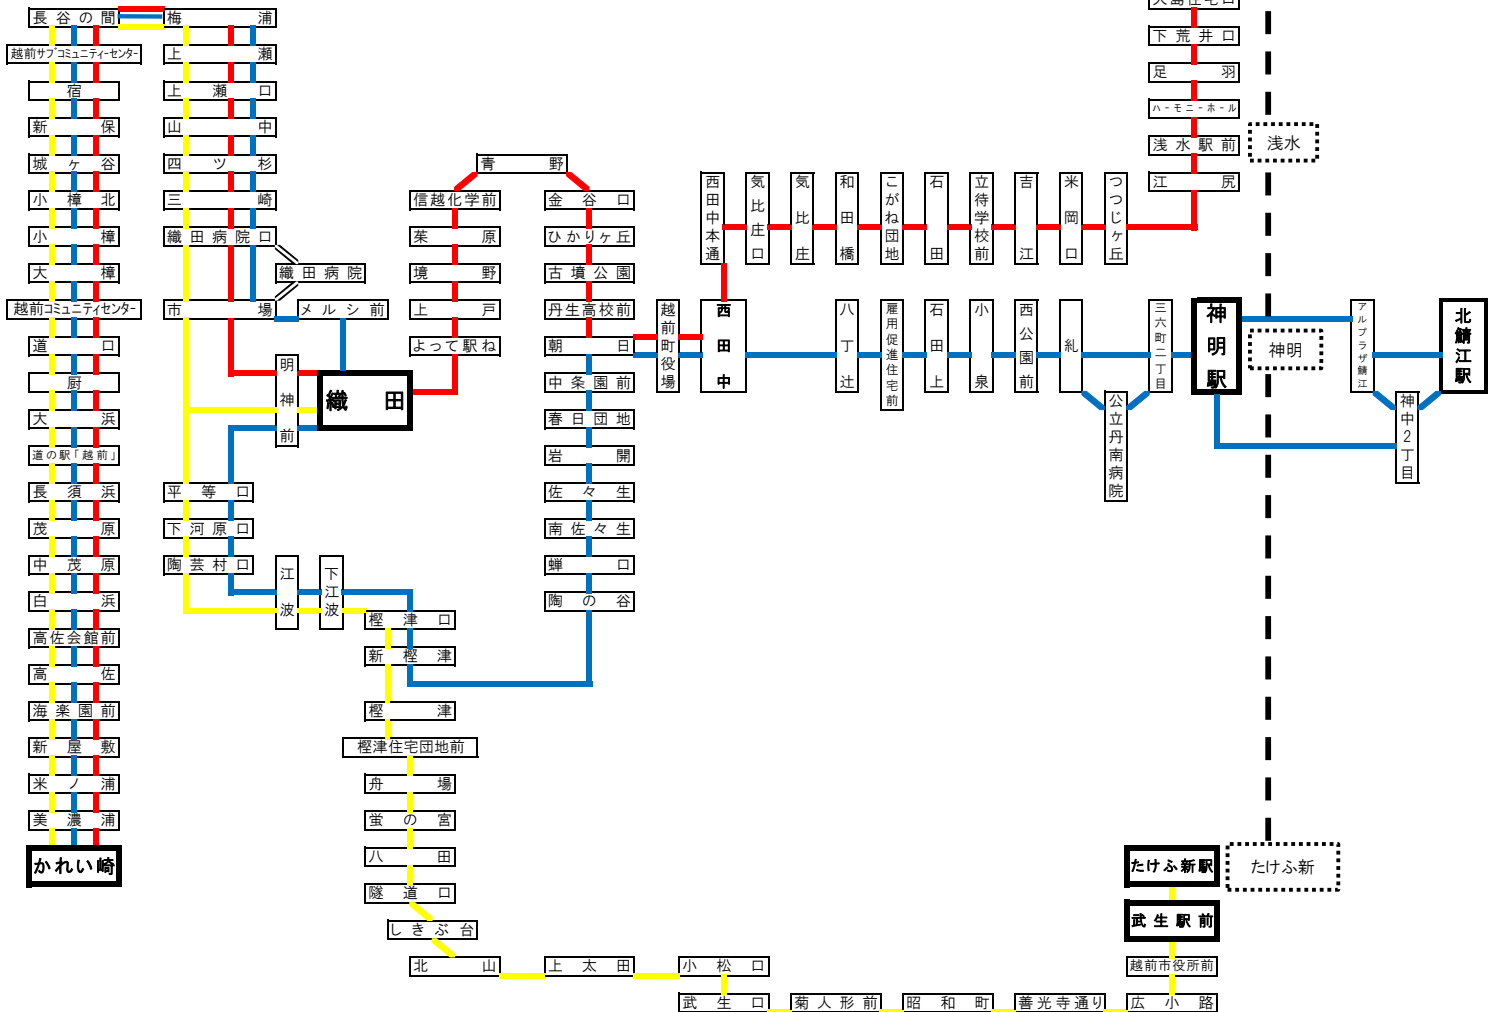 長谷の間
越前サブコミュニティーセンター
宿
新保
城ヶ谷
小樟北
小樟
大樟
越前コミュニティセンター
道口
厨
大浜
道の駅「越前」
長須浜
茂原
中茂原
白浜
高佐会館前
高佐
海楽園前
新屋敷
米ノ浦
美濃浦
かれい崎
梅浦
上瀬
上瀬口
山中
四ツ杉
三崎
織田病院口
織田病院
市場
メルシ前
明神前
織田
平等口
下河原口
陶芸村口
江波
下江波
樫津口
新樫津
樫津
樫津住宅団地前
舟場
蛍の宮
八田
隧道口
しきぶ台
北山
上太田
小松口
武生口
菊人形前
昭和町
善光寺通り
広小路
越前市役所前
武生駅前
たけふ新駅
たけふ新
青野
信越化学前
茱原
境野
上戸
よって駅ね
金谷口
ひかりヶ丘
古墳公園
丹生高校前
朝日
中条園前
春日団地
岩開
佐々生
南佐々生
蝉口
陶の谷
越前町役場
西田中
西田中本通
気比庄口
気比庄
和田橋
こがね団地
石田
立待学校前
吉江
米岡口
つつじヶ丘
江尻
浅水駅前
ハーモニーホール
足羽
下荒井口
浅水
八丁辻
雇用促進住宅前
石田上
小泉
西公園前
糺
公立丹南病院
三六町二丁目
神明駅
神明
アルプラザ鯖江
神中2丁目
北鯖江駅